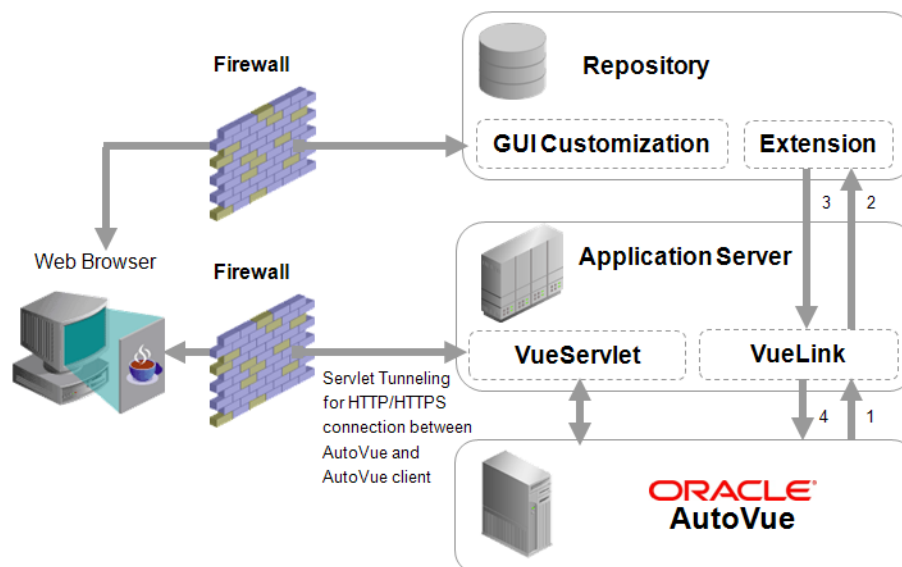 Firewall
Repository
GUI Customization
Extension
3
2
Web Browser
Firewall
Application Server
VueServlet
VueLink
Servlet Tunneling
for HTTP/HTTPS
connection between
AutoVue and
AutoVue client
4
1
ORACLE®
AutoVue